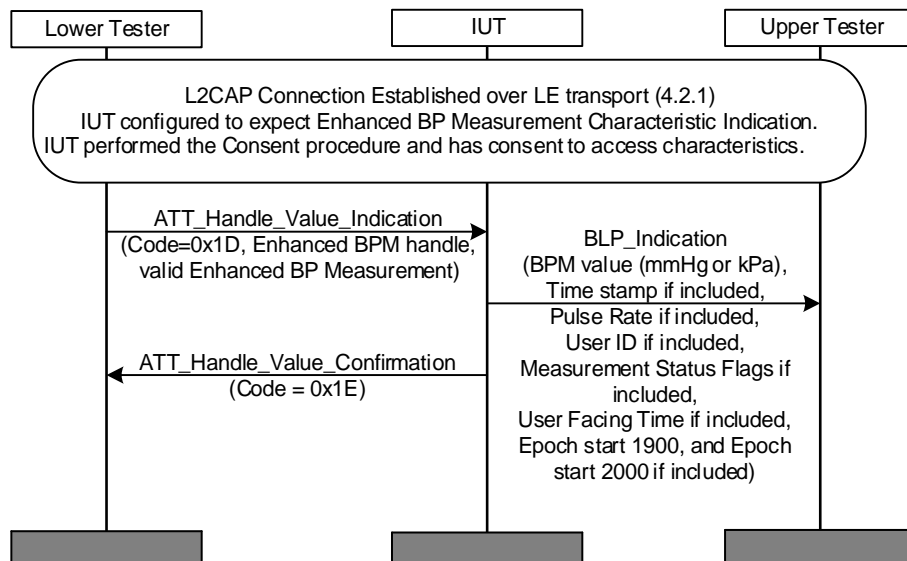 Lower Tester
IUT
Upper Tester
L2CAP Connection Established over LE transport (4.2.1)
IUT configured to expect Enhanced BP Measurement Characteristic Indication.
IUT performed the Consent procedure and has consent to access characteristics.
ATT_Handle_Value_Indication
(Code=0x1D, Enhanced BPM handle,
valid Enhanced BP Measurement)
BLP_Indication
(BPM value (mmHg or kPa),
Time stamp if included,
Pulse Rate if included,
User ID if included,
Measurement Status Flags if
included,
User Facing Time if included,
Epoch start 1900, and Epoch
start 2000 if included)
ATT_Handle_Value_Confirmation
(Code = 0x1E)